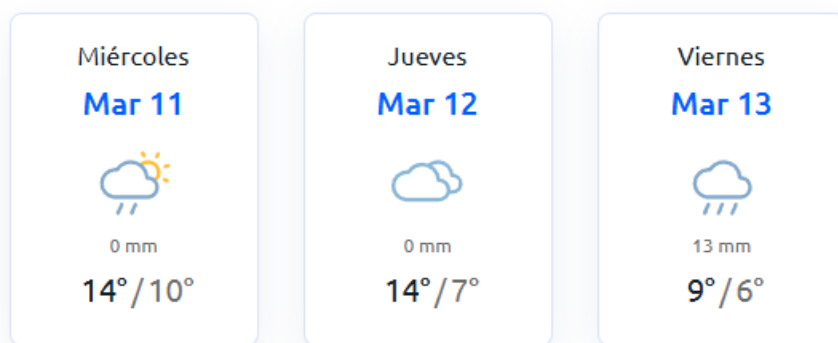 Miércoles
Mar 11
0 mm
14°/10°
Jueves
Mar 12
0 mm
14°/7°
Viernes
Mar 13
13 mm
9°/6°